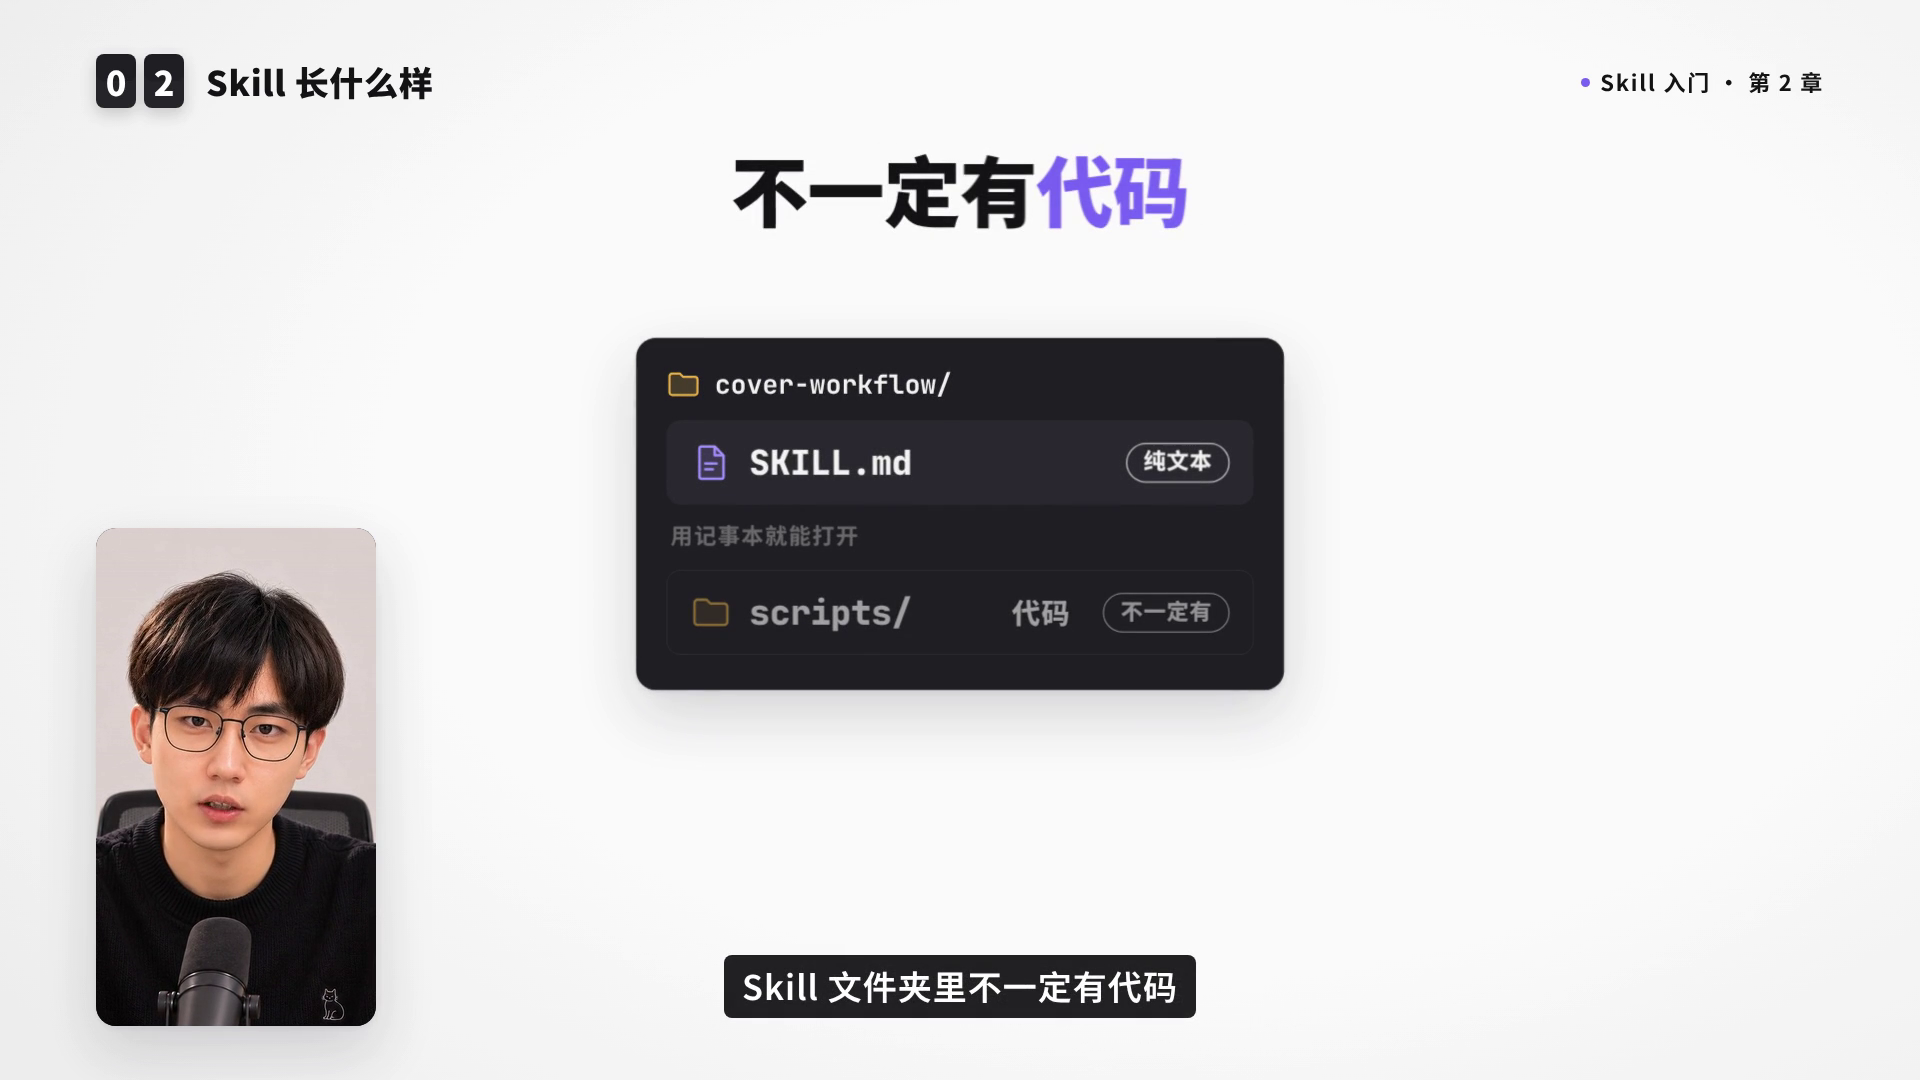 02 Skill 长什么样
Skill 入门 · 第 2 章
不一定有代码
cover-workflow/
SKILL.md 纯文本
用记事本就能打开
scripts/ 代码 不一定有
Skill 文件夹里不一定有代码